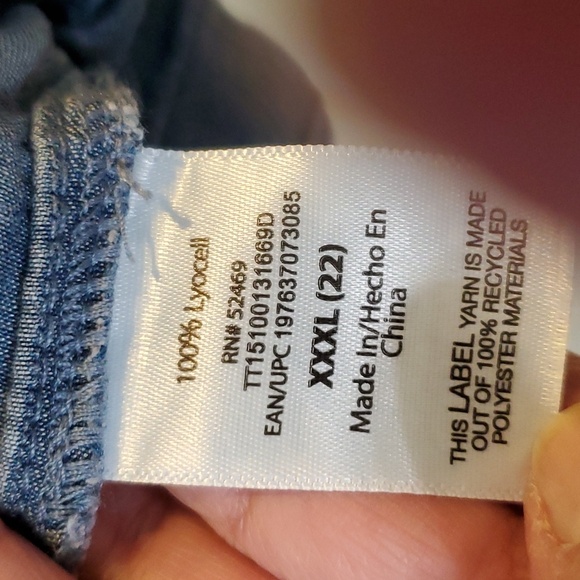 100% Lyocell
RN# 52469
TT15100131669D
EAN/UPC 197637073085
XXXL (22)
Made In/Hecho En
China
THIS LABEL YARN IS MADE
OUT OF 100% RECYCLED
POLYESTER MATERIALS